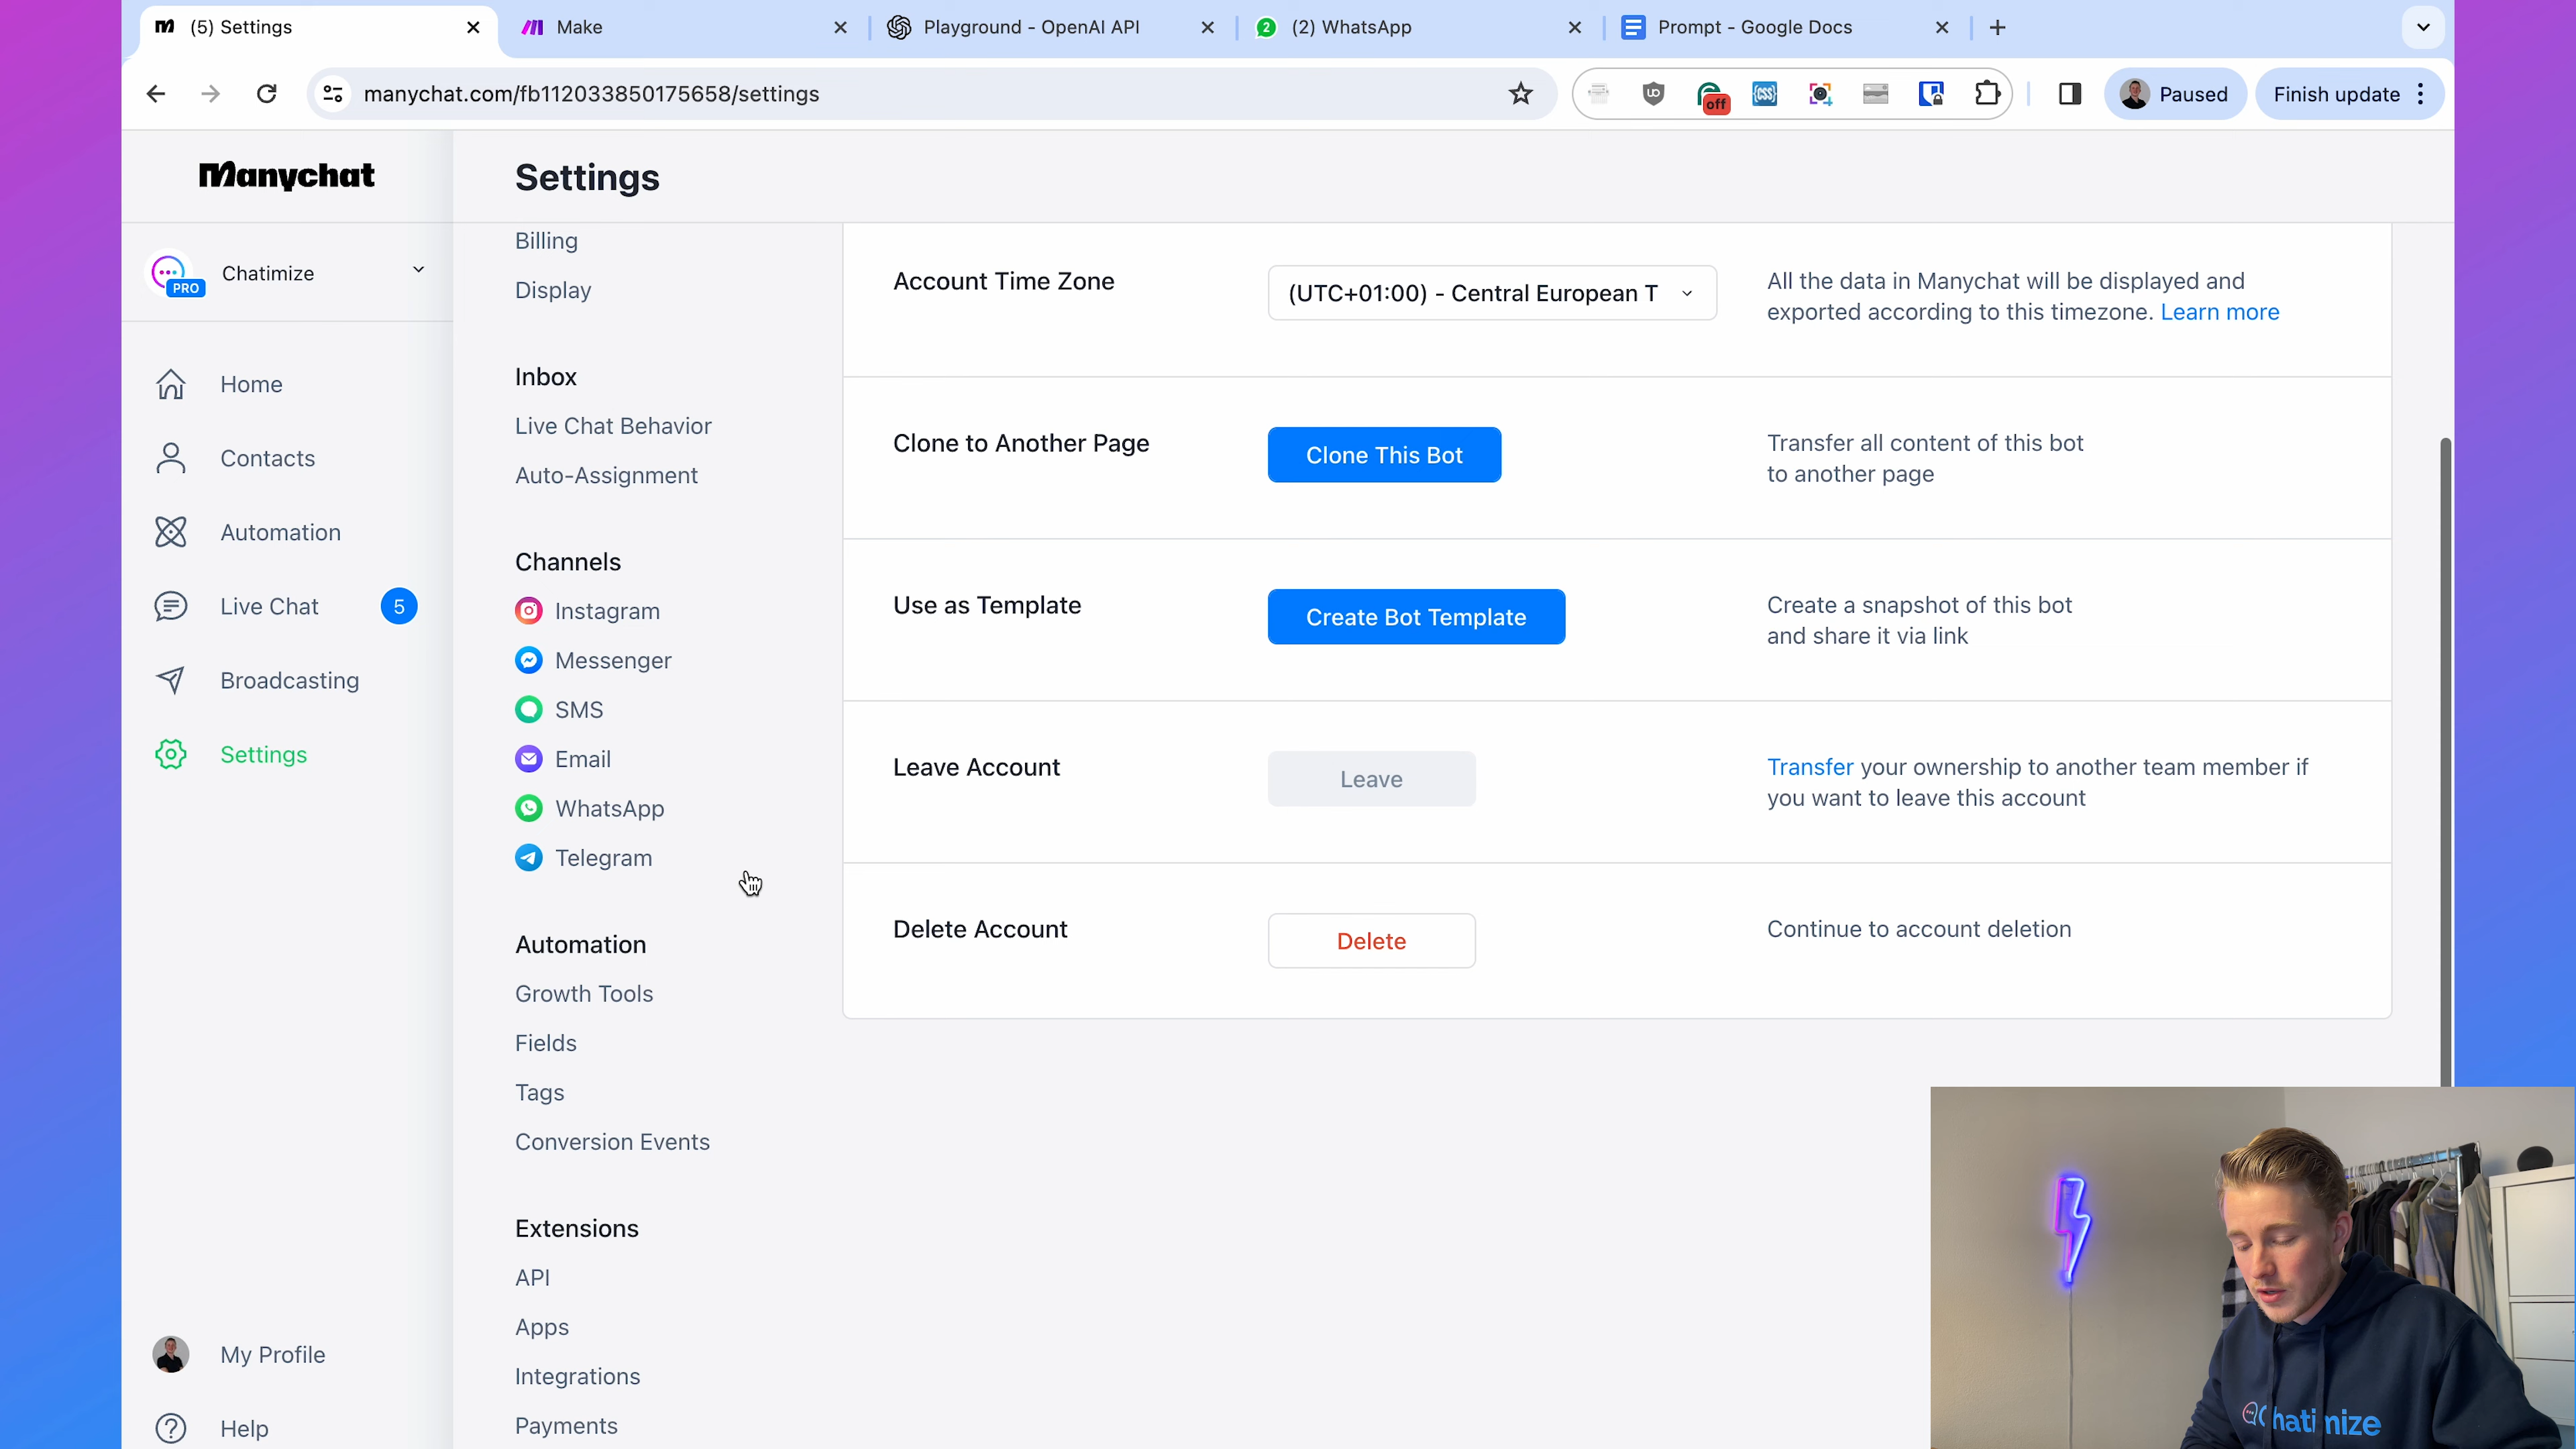 (5) Settings
Make
Playground - OpenAI API
2
(2) WhatsApp
Prompt - Google Docs
manychat.com/fb112033850175658/settings
off
{CSS}
Paused
Finish update
Manychat
Settings
PRO
Chatimize
Home
Contacts
Automation
Live Chat
5
Broadcasting
Settings
My Profile
Help
Billing
Display
Inbox
Live Chat Behavior
Auto-Assignment
Channels
Instagram
Messenger
SMS
Email
WhatsApp
Telegram
Automation
Growth Tools
Fields
Tags
Conversion Events
Extensions
API
Apps
Integrations
Payments
Account Time Zone
(UTC+01:00) - Central European T
All the data in Manychat will be displayed and
exported according to this timezone. Learn more
Clone to Another Page
Clone This Bot
Transfer all content of this bot
to another page
Use as Template
Create Bot Template
Create a snapshot of this bot
and share it via link
Leave Account
Leave
Transfer your ownership to another team member if
you want to leave this account
Delete Account
Delete
Continue to account deletion
Chatimize